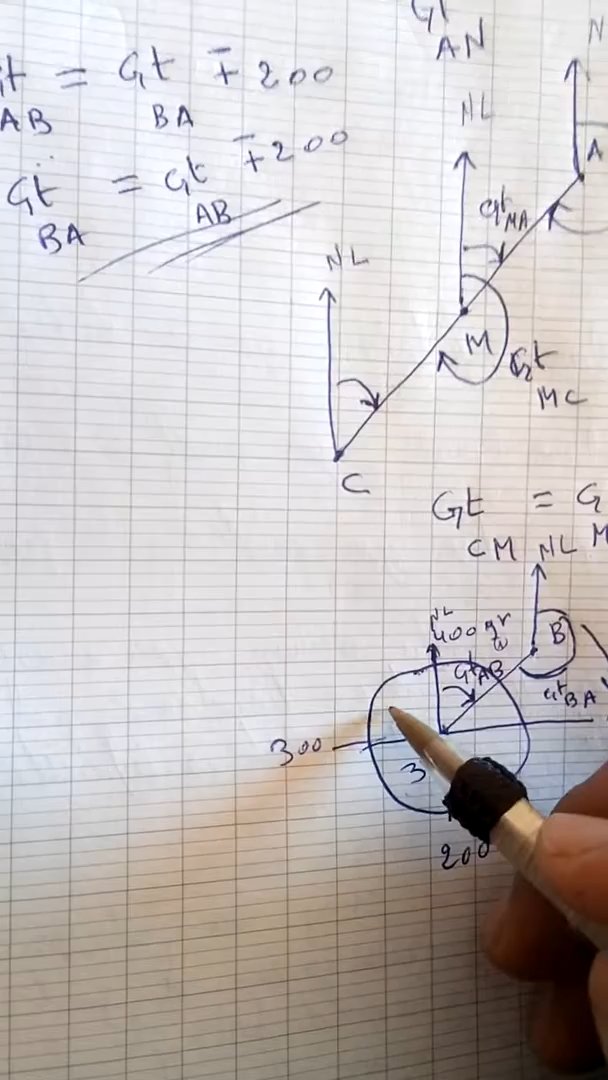 Gt
AN
N
Gt = Gt ∓ 200
AB BA
NL
A
Gt = Gt ∓ 200
BA AB
Gt MA
NL
M
Gt
MC
C
Gt = G
CM M
NL
NL
400 gr
B
Gt AB
Gt BA
300
3
200